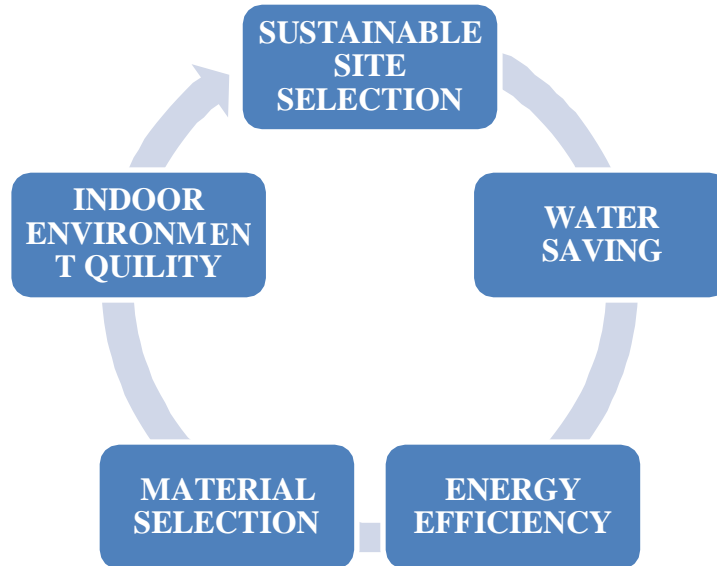 SUSTAINABLE
SITE
SELECTION
WATER
SAVING
ENERGY
EFFICIENCY
MATERIAL
SELECTION
INDOOR
ENVIRONMEN
T QUILITY